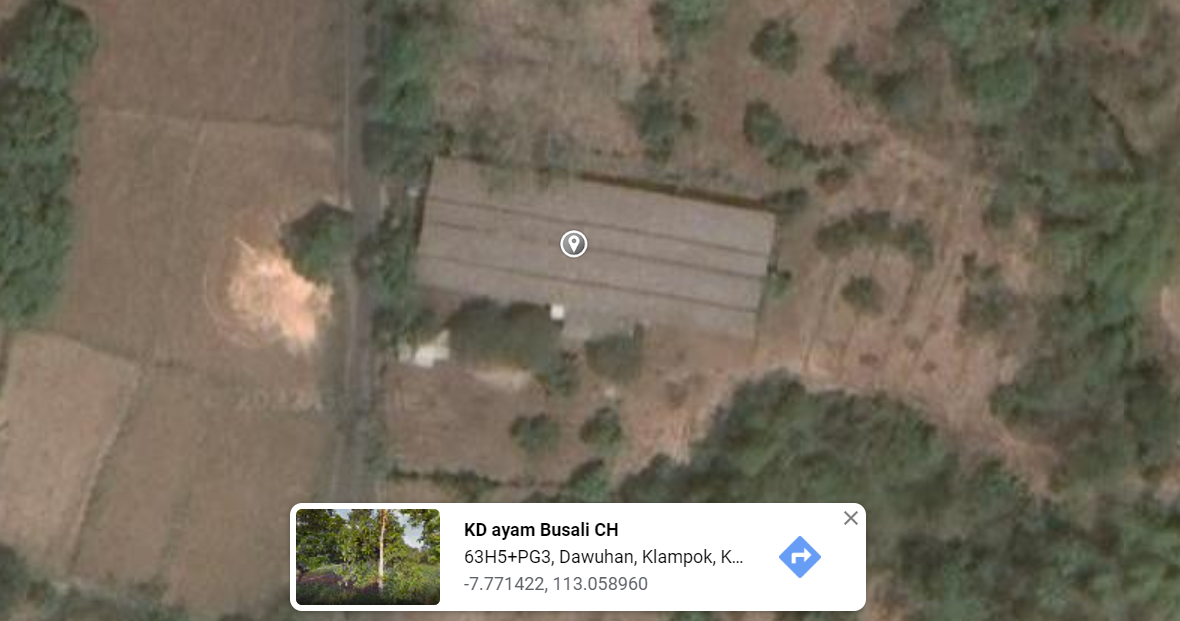 KD ayam Busali CH
63H5+PG3, Dawuhan, Klampok, K...
-7.771422, 113.058960